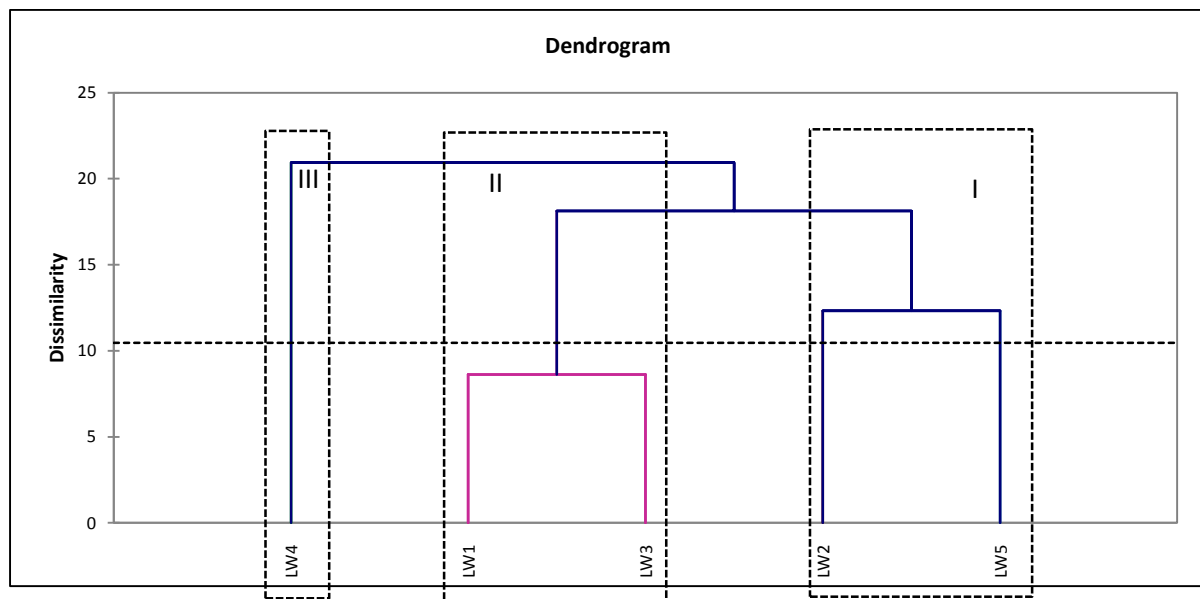 Dendrogram
25
20
15
10
5
0
Dissimilarity
III
II
I
LW4
LW1
LW3
LW2
LW5